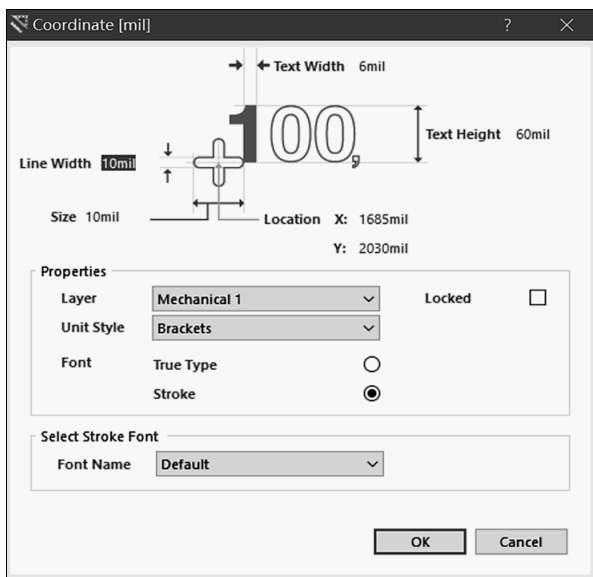 Coordinate [mil] ?
Text Width 6mil
100,
Text Height 60mil
Line Width 10mil
Size 10mil
Location X: 1685mil
Y: 2030mil
Properties
Layer Mechanical 1 Locked
Unit Style Brackets
Font True Type
Stroke
Select Stroke Font
Font Name Default
OK Cancel